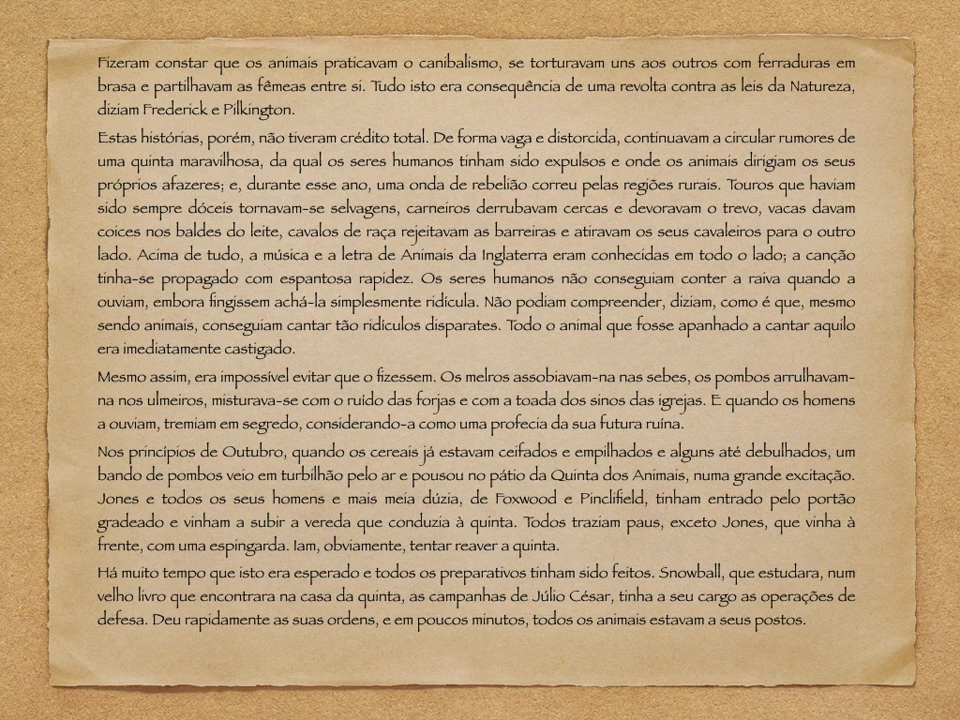 Fizeram constar que os animais praticavam o canibalismo, se torturavam uns aos outros com ferraduras em
brasa e partilhavam as fêmeas entre si. Tudo isto era consequência de uma revolta contra as leis da Natureza,
diziam Frederick e Pilkington.
Estas histórias, porém, não tiveram crédito total. De forma vaga e distorcida, continuavam a circular rumores de
uma quinta maravilhosa, da qual os seres humanos tinham sido expulsos e onde os animais dirigiam os seus
próprios afazeres; e, durante esse ano, uma onda de rebelião correu pelas regiões rurais. Touros que haviam
sido sempre dóceis tornavam-se selvagens, carneiros derrubavam cercas e devoravam o trevo, vacas davam
coices nos baldes do leite, cavalos de raça rejeitavam as barreiras e atiravam os seus cavaleiros para o outro
lado. Acima de tudo, a música e a letra de Animais da Inglaterra eram conhecidas em todo o lado; a canção
tinha-se propagado com espantosa rapidez. Os seres humanos não conseguiam conter a raiva quando a
ouviam, embora fingissem achá-la simplesmente ridícula. Não podiam compreender, diziam, como é que, mesmo
sendo animais, conseguiam cantar tão ridículos disparates. Todo o animal que fosse apanhado a cantar aquilo
era imediatamente castigado.
Mesmo assim, era impossível evitar que o fizessem. Os melros assobiavam-na nas sebes, os pombos arrulhavam-
na nos ulmeiros, misturava-se com o ruído das forjas e com a toada dos sinos das igrejas. E quando os homens
a ouviam, tremiam em segredo, considerando-a como uma profecia da sua futura ruína.
Nos princípios de Outubro, quando os cereais já estavam ceifados e empilhados e alguns até debulhados, um
bando de pombos veio em turbilhão pelo ar e pousou no pátio da Quinta dos Animais, numa grande excitação.
Jones e todos os seus homens e mais meia dúzia, de Foxwood e Pinclifield, tinham entrado pelo portão
gradeado e vinham a subir a vereda que conduzia à quinta. Todos traziam paus, exceto Jones, que vinha à
frente, com uma espingarda. Iam, obviamente, tentar reaver a quinta.
Há muito tempo que isto era esperado e todos os preparativos tinham sido feitos. Snowball, que estudara, num
velho livro que encontrara na casa da quinta, as campanhas de Júlio César, tinha a seu cargo as operações de
defesa. Deu rapidamente as suas ordens, e em poucos minutos, todos os animais estavam a seus postos.